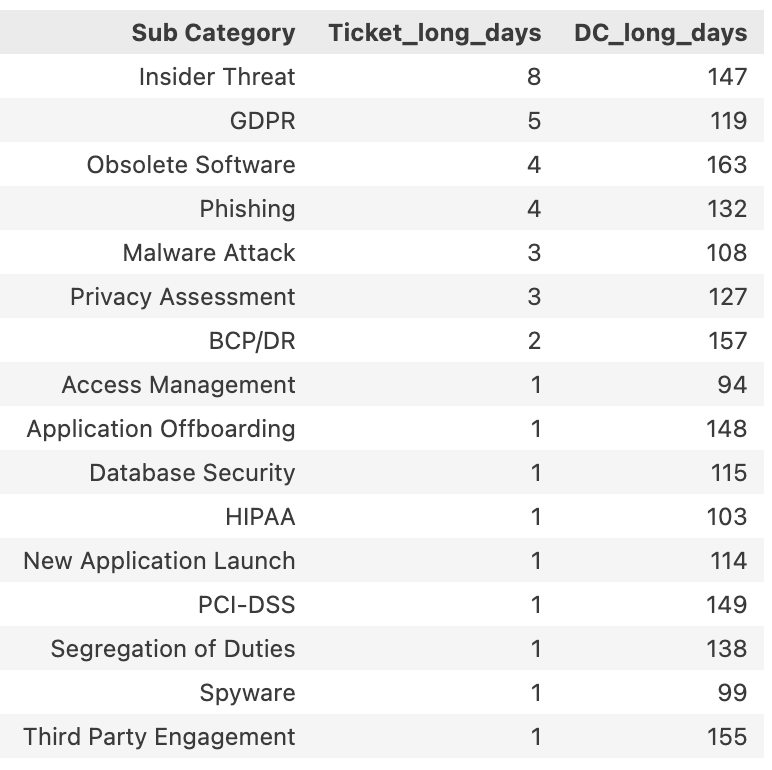 Sub Category Ticket_long_days DC_long_days
Insider Threat 8 147
GDPR 5 119
Obsolete Software 4 163
Phishing 4 132
Malware Attack 3 108
Privacy Assessment 3 127
BCP/DR 2 157
Access Management 1 94
Application Offboarding 1 148
Database Security 1 115
HIPAA 1 103
New Application Launch 1 114
PCI-DSS 1 149
Segregation of Duties 1 138
Spyware 1 99
Third Party Engagement 1 155